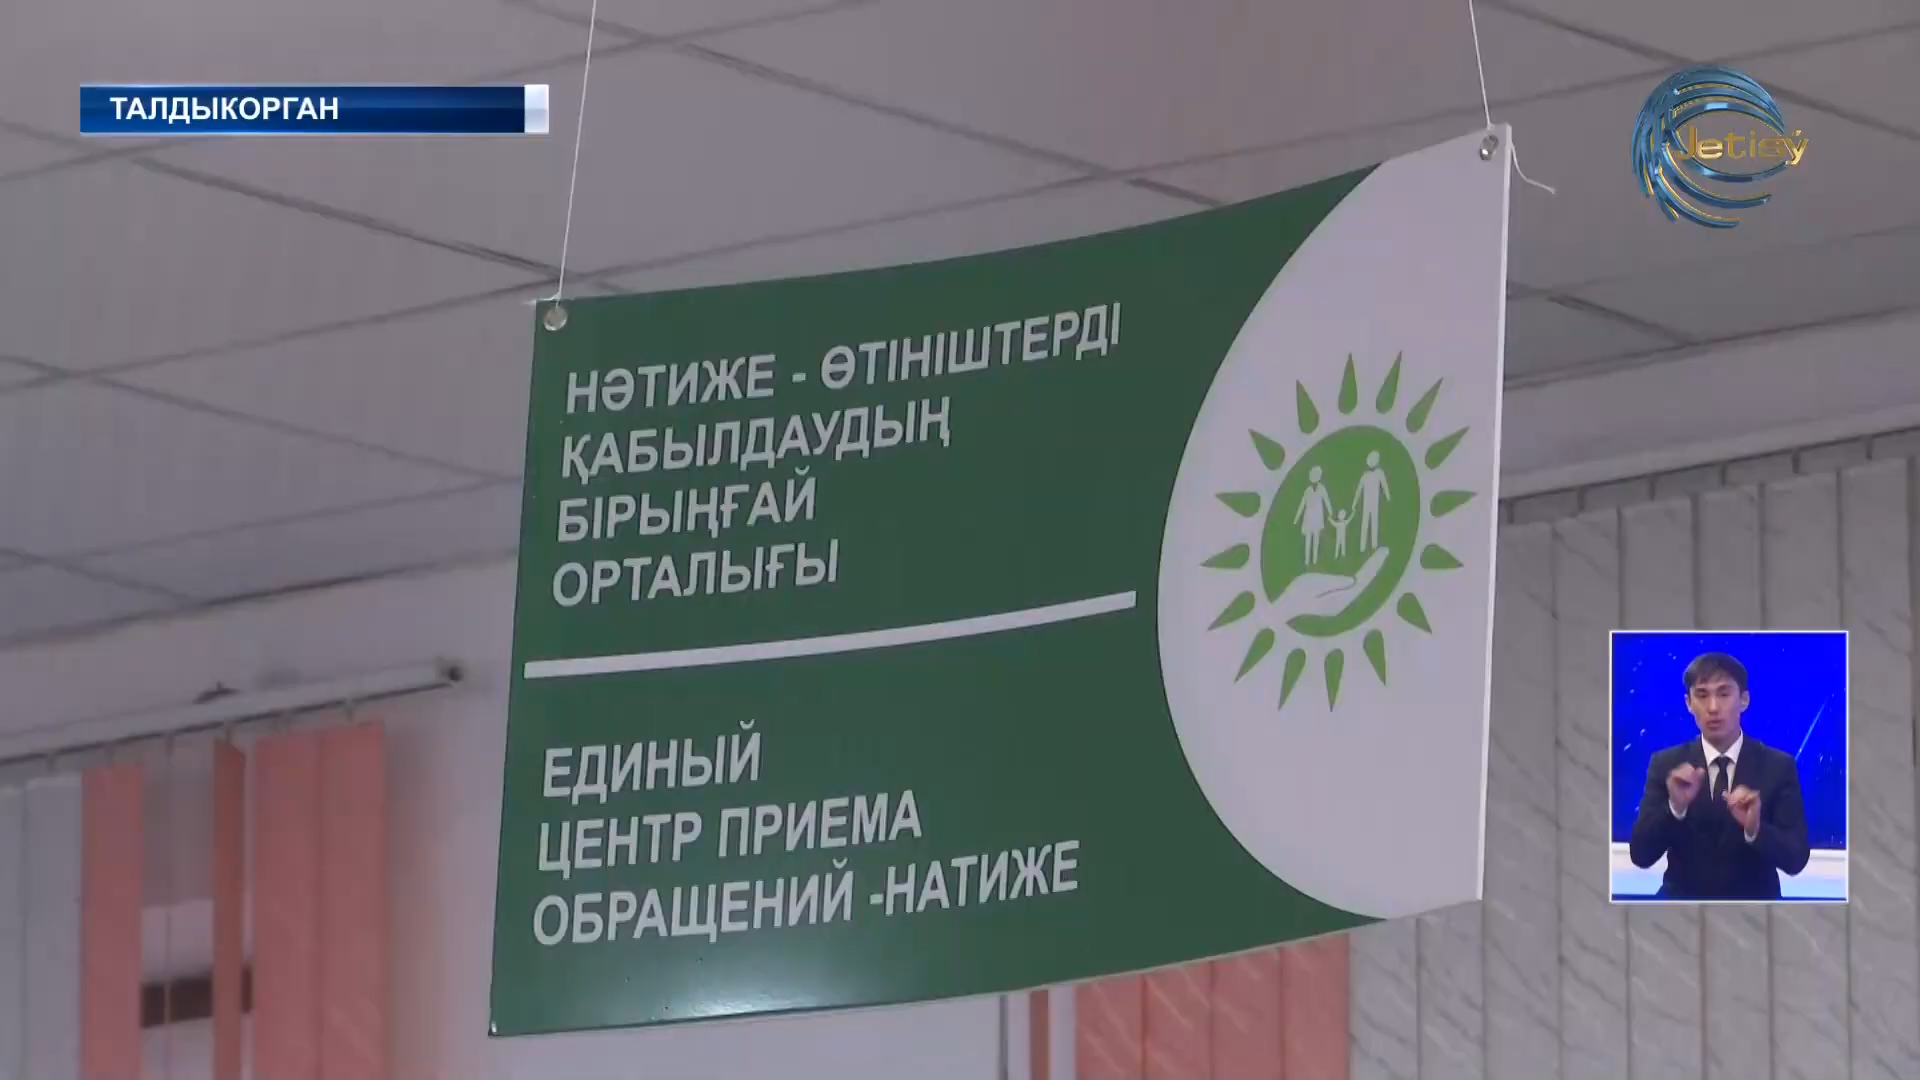 ТАЛДЫКОРГАН
Jetisý
НӘТИЖЕ - ӨТІНІШТЕРДІ
ҚАБЫЛДАУДЫҢ
БІРЫҢҒАЙ
ОРТАЛЫҒЫ
ЕДИНЫЙ
ЦЕНТР ПРИЕМА
ОБРАЩЕНИЙ -НАТИЖЕ